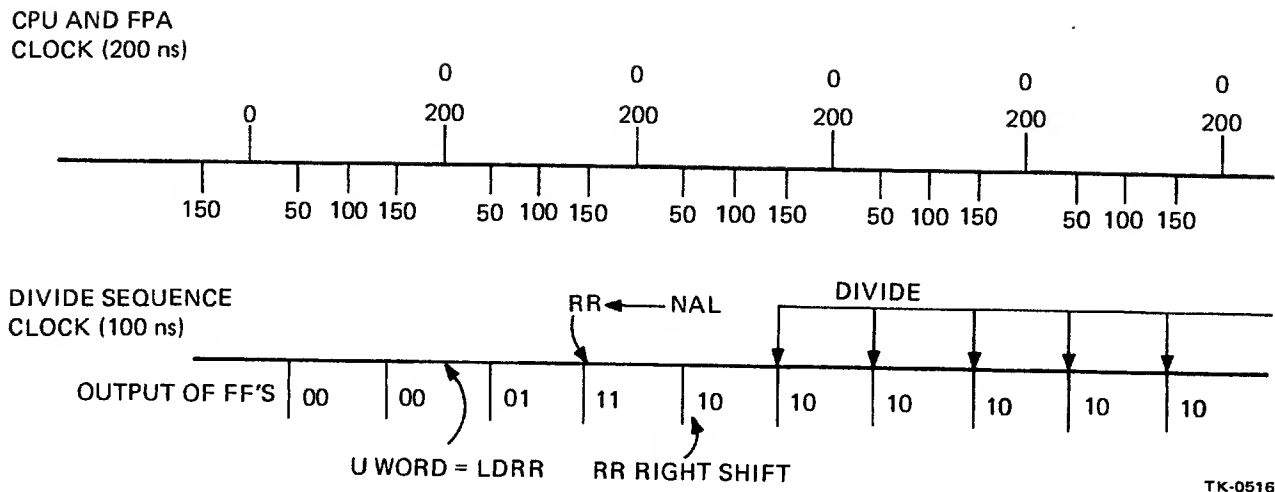 CPU AND FPA
CLOCK (200 ns)
0 0 0 0 0
0 200 200 200 200 200
150 50 100 150 50 100 150 50 100 150 50 100 150 50 100 150
DIVIDE SEQUENCE
CLOCK (100 ns)
RR NAL
DIVIDE
OUTPUT OF FF'S 00 00 01 11 10 10 10 10 10 10
U WORD = LDRR RR RIGHT SHIFT
TK-0516